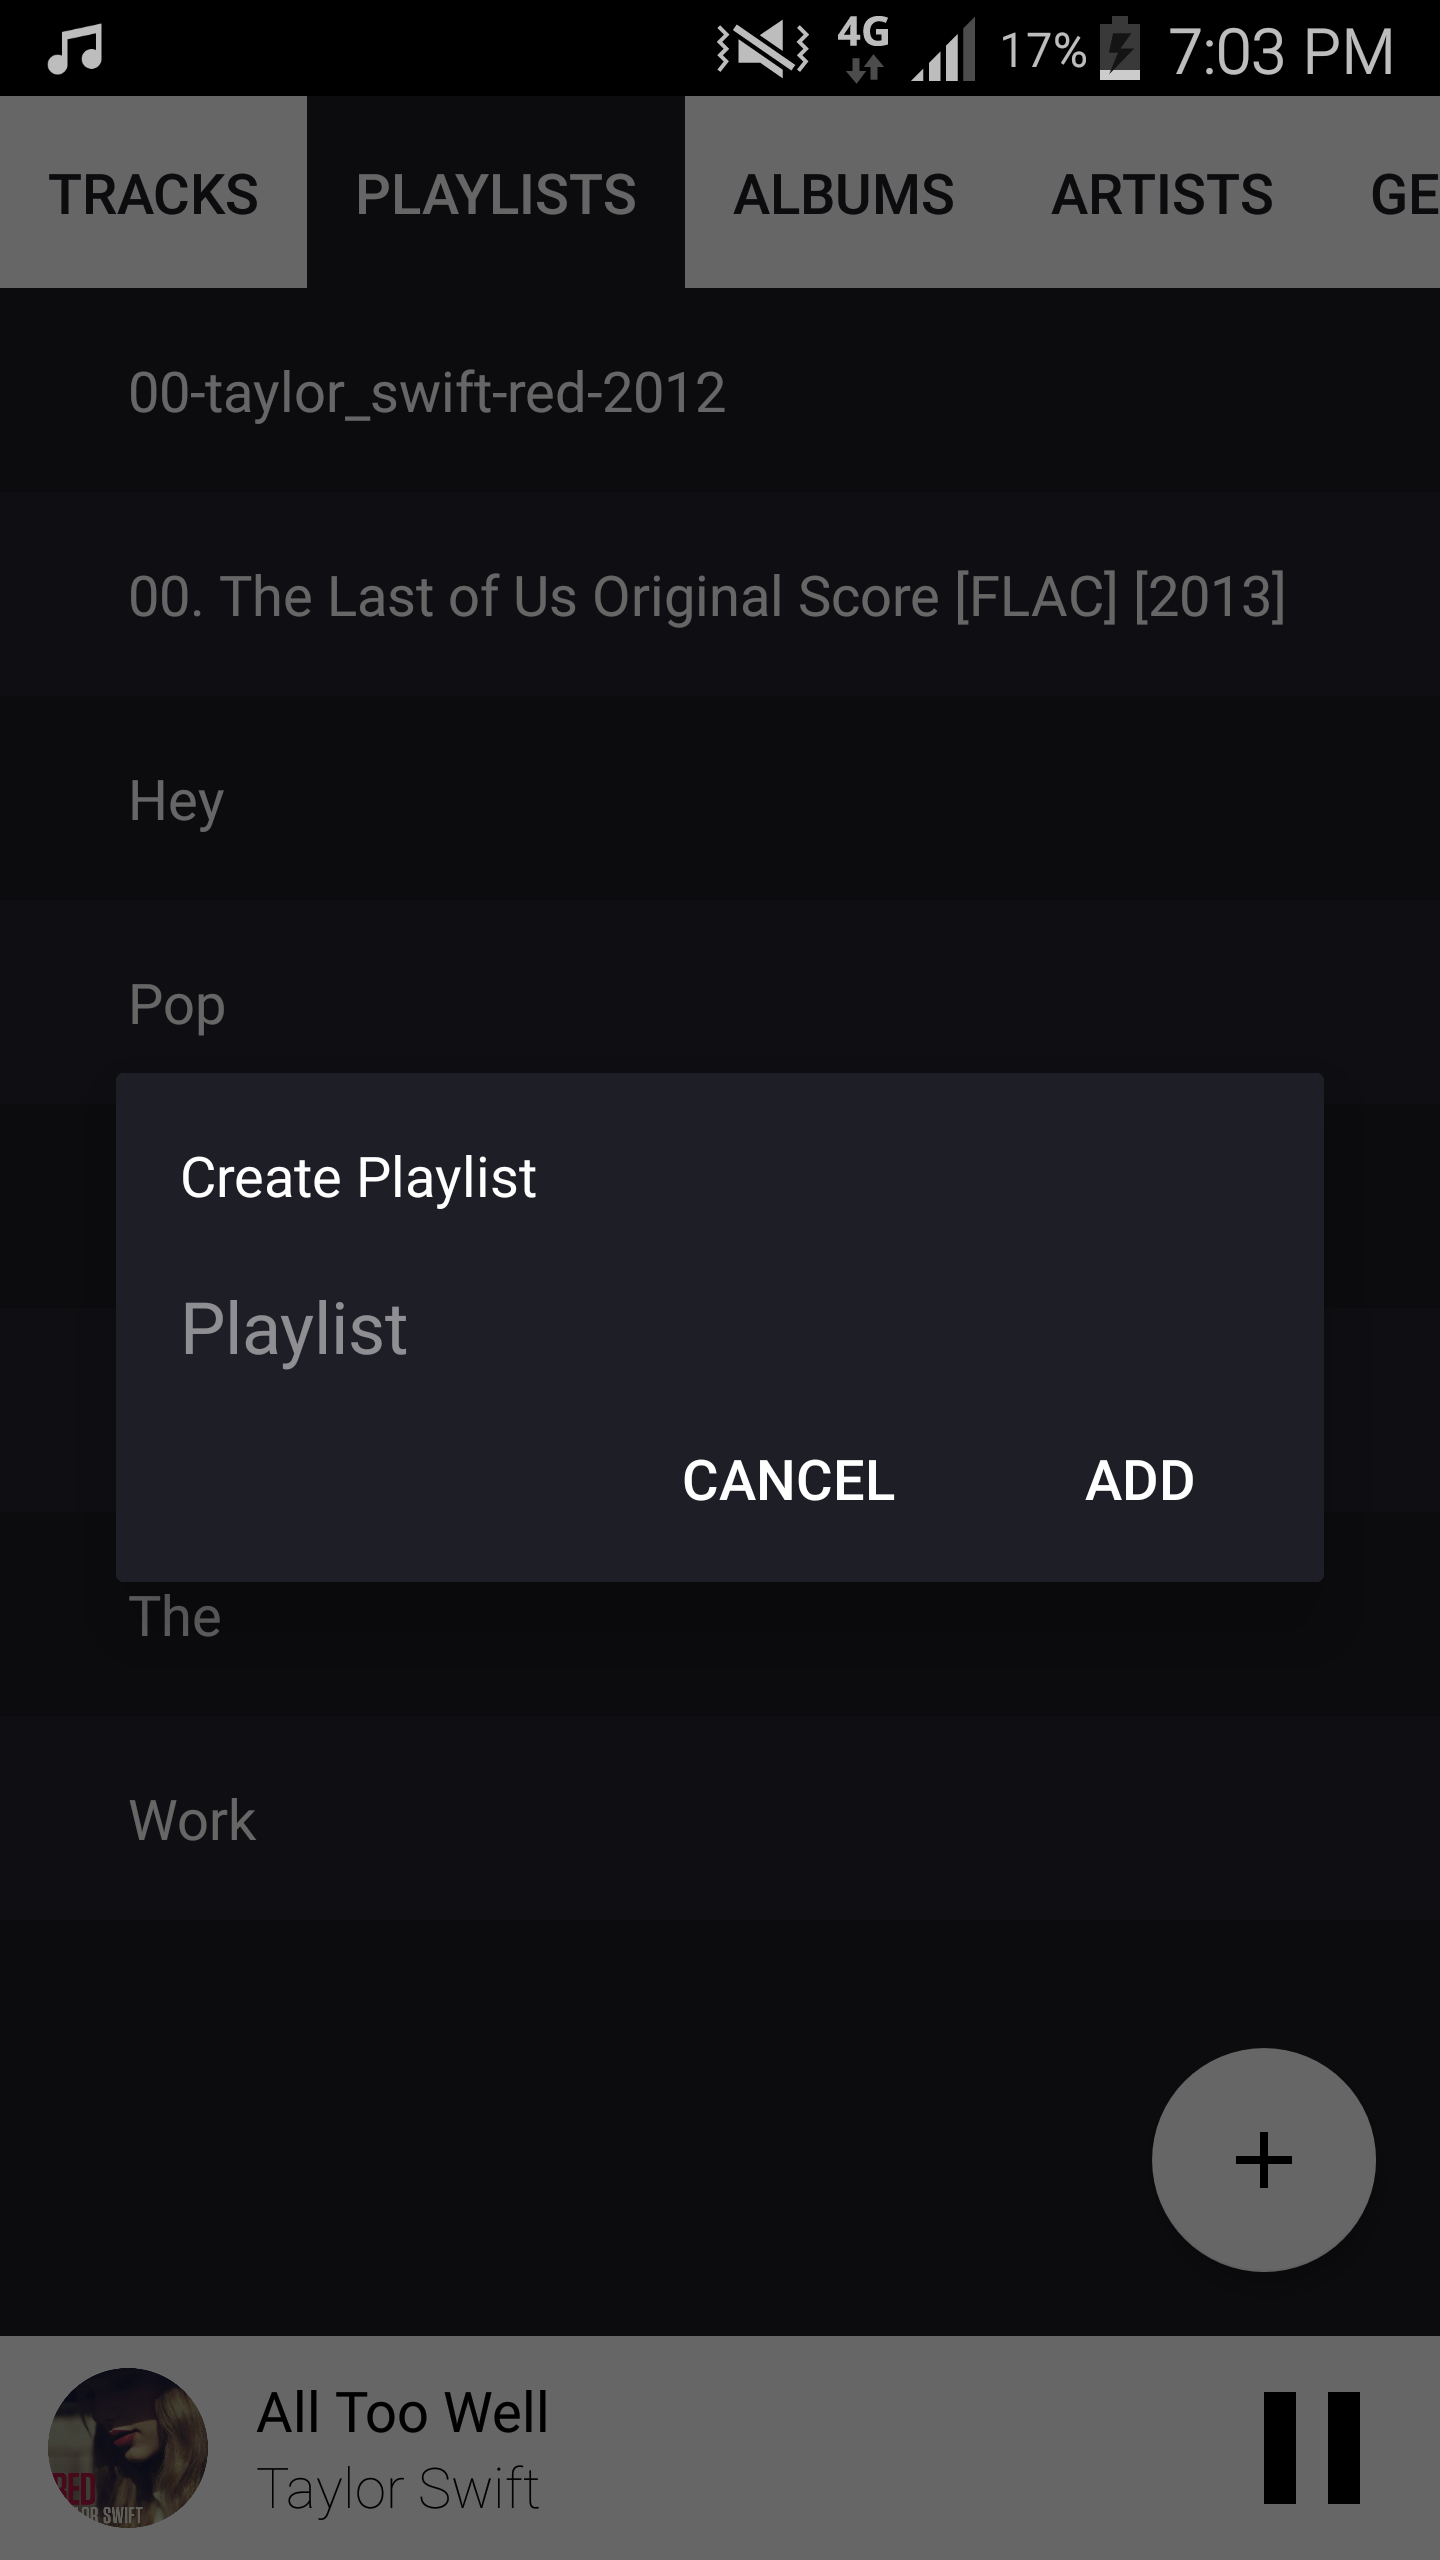 4G 17% 7:03 PM
TRACKS PLAYLISTS ALBUMS ARTISTS GE
00-taylor_swift-red-2012
00. The Last of Us Original Score [FLAC] [2013]
Hey
Pop
Create Playlist
Playlist
CANCEL ADD
The
Work
All Too Well
Taylor Swift
RED
OR SWIFT